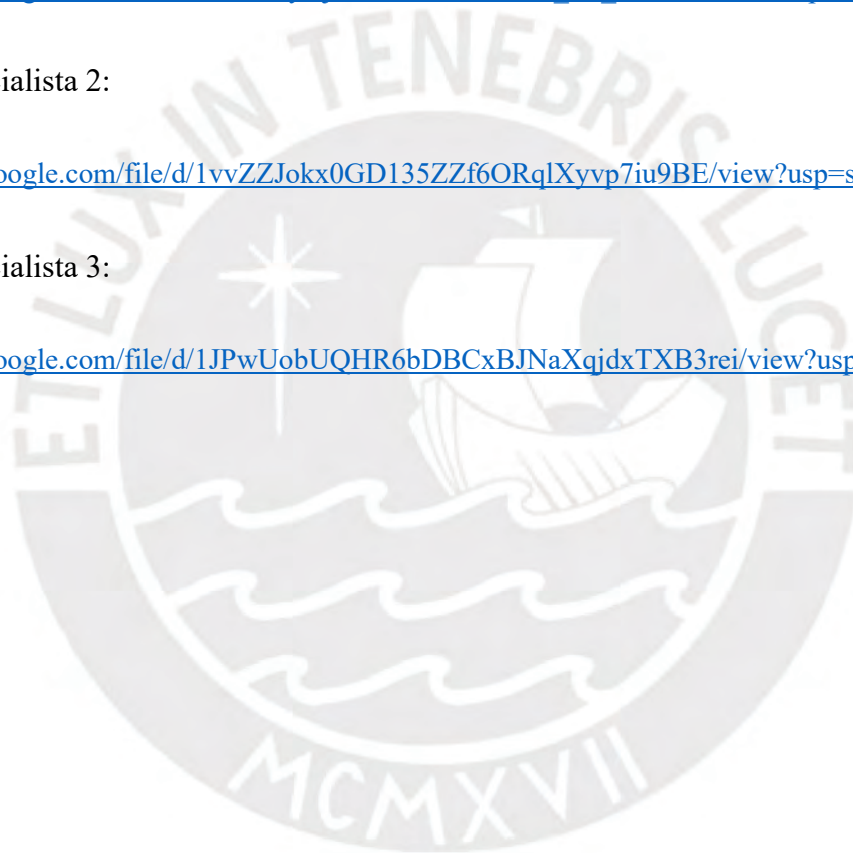 ialista 2:
oogle.com/file/d/1vvZZJokx0GD135ZZf6ORqlXyvp7iu9BE/view?usp=s
ialista 3:
oogle.com/file/d/1JPwUobUQHR6bDBCxBJNaXqjdxTXB3rei/view?usp
ET LUX IN TENEBRIS LUCET
MCMXVII